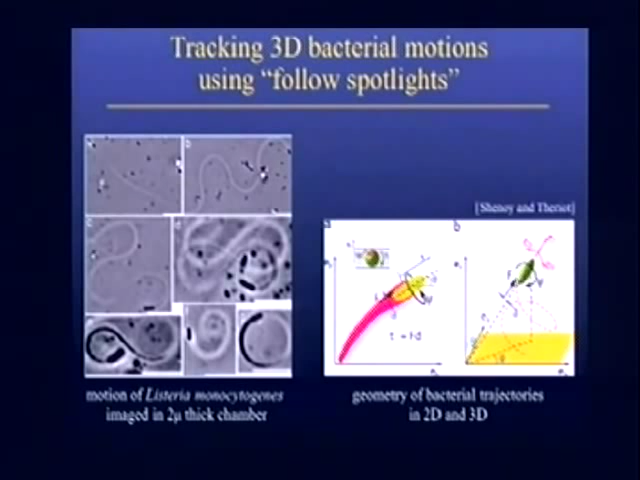 Tracking 3D bacterial motions
using “follow spotlights”
[Shenoy and Theriot]
a
b
c
d
motion of Listeria monocytogenes
imaged in 2μ thick chamber
geometry of bacterial trajectories
in 2D and 3D